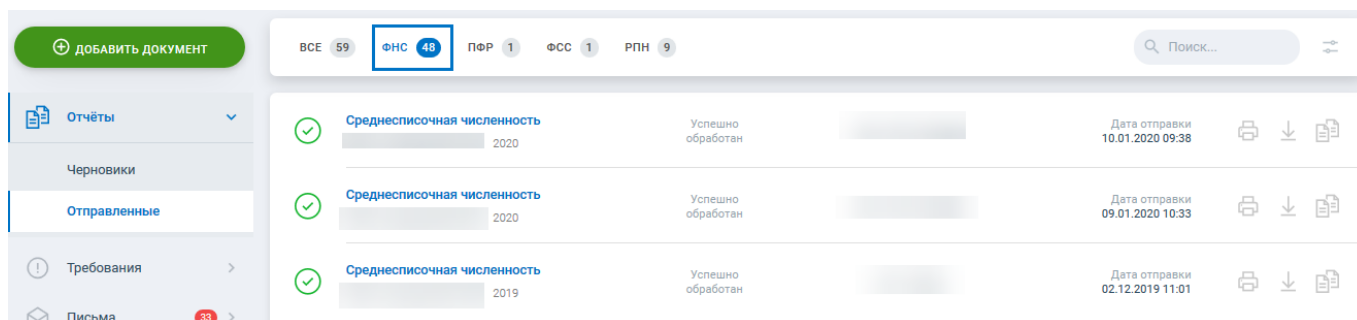 ДОБАВИТЬ ДОКУМЕНТ
ВСЕ 59 ФНС 48 ПФР 1 ФСС 1 РПН 9
Поиск...
Отчёты
Черновики
Отправленные
Требования
Письма 33
Среднесписочная численность
2020
Успешно
обработан
Дата отправки
10.01.2020 09:38
Среднесписочная численность
2020
Успешно
обработан
Дата отправки
09.01.2020 10:33
Среднесписочная численность
2019
Успешно
обработан
Дата отправки
02.12.2019 11:01